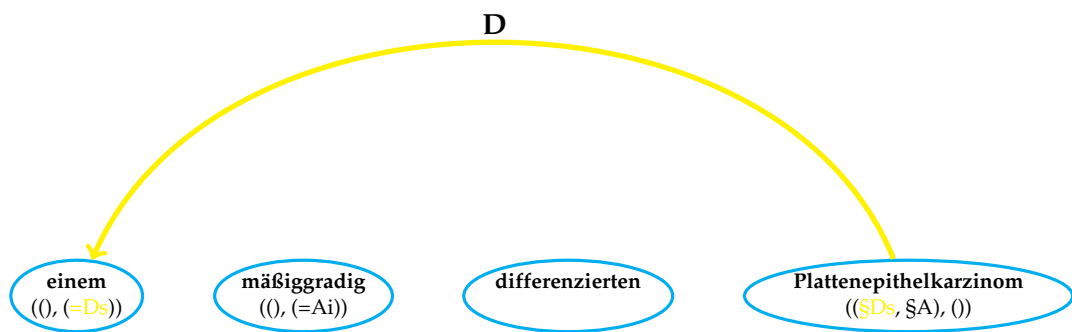 D
einem mäßiggradig differenzierten Plattenepithelkarzinom
((), (=Ds)) ((), (=Ai)) ((§Ds, §A), ())